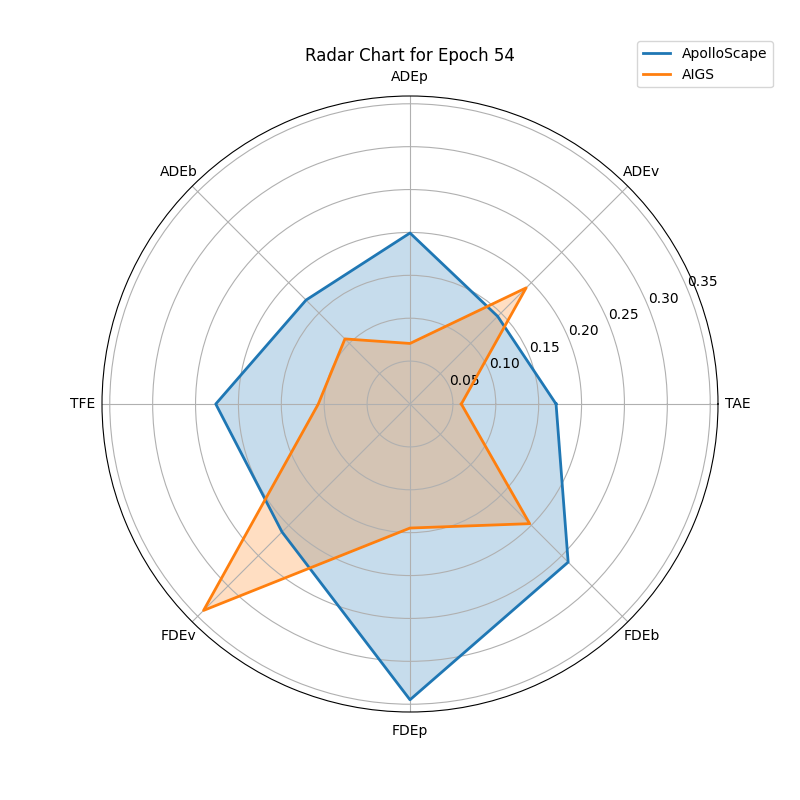 Radar Chart for Epoch 54
ApolloScape
AIGS
ADEp
ADEb
ADEv
0.35
0.30
0.25
0.20
0.15
0.10
0.05
TFE
TAE
FDEv
FDEb
FDEp